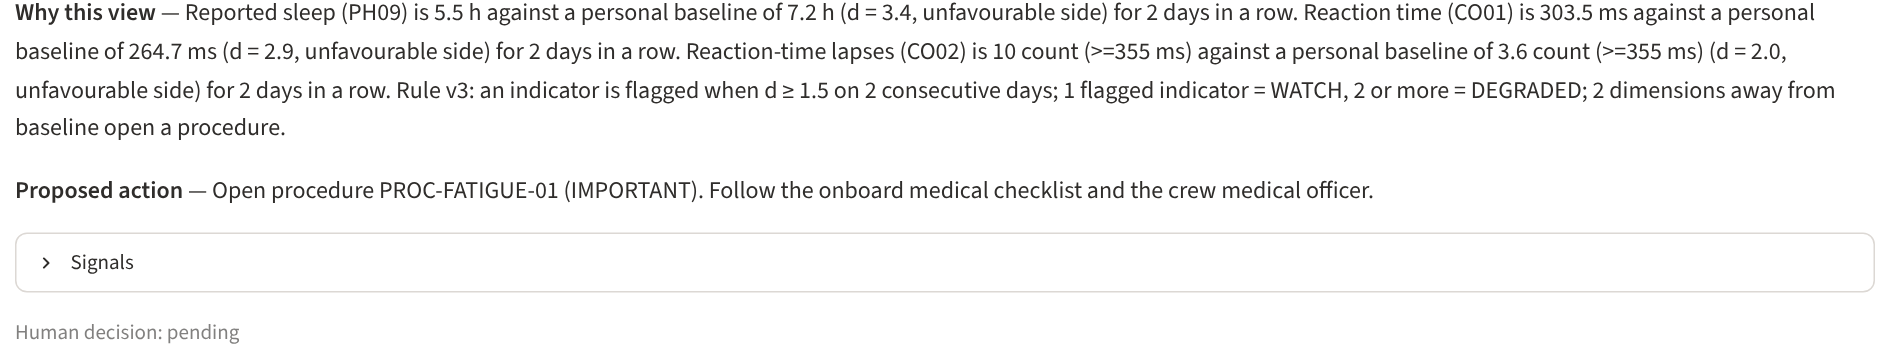 Why this view — Reported sleep (PH09) is 5.5 h against a personal baseline of 7.2 h (d = 3.4, unfavourable side) for 2 days in a row. Reaction time (CO01) is 303.5 ms against a personal
baseline of 264.7 ms (d = 2.9, unfavourable side) for 2 days in a row. Reaction-time lapses (CO02) is 10 count (>=355 ms) against a personal baseline of 3.6 count (>=355 ms) (d = 2.0,
unfavourable side) for 2 days in a row. Rule v3: an indicator is flagged when d ≥ 1.5 on 2 consecutive days; 1 flagged indicator = WATCH, 2 or more = DEGRADED; 2 dimensions away from
baseline open a procedure.
Proposed action — Open procedure PROC-FATIGUE-01 (IMPORTANT). Follow the onboard medical checklist and the crew medical officer.
Signals
Human decision: pending